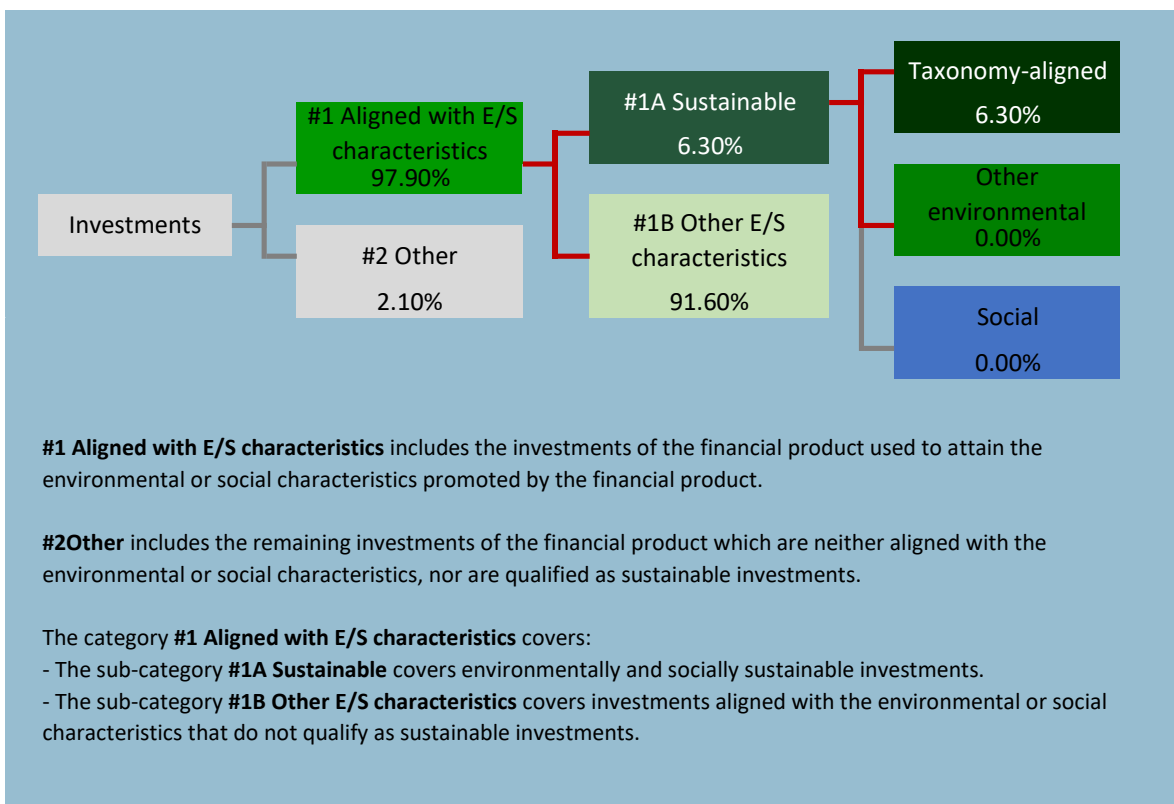 Investments
#1 Aligned with E/S
characteristics
97.90%
#2 Other
2.10%
#1A Sustainable
6.30%
#1B Other E/S
characteristics
91.60%
Taxonomy-aligned
6.30%
Other
environmental
0.00%
Social
0.00%
#1 Aligned with E/S characteristics includes the investments of the financial product used to attain the
environmental or social characteristics promoted by the financial product.
#2Other includes the remaining investments of the financial product which are neither aligned with the
environmental or social characteristics, nor are qualified as sustainable investments.
The category #1 Aligned with E/S characteristics covers:
- The sub-category #1A Sustainable covers environmentally and socially sustainable investments.
- The sub-category #1B Other E/S characteristics covers investments aligned with the environmental or social
characteristics that do not qualify as sustainable investments.